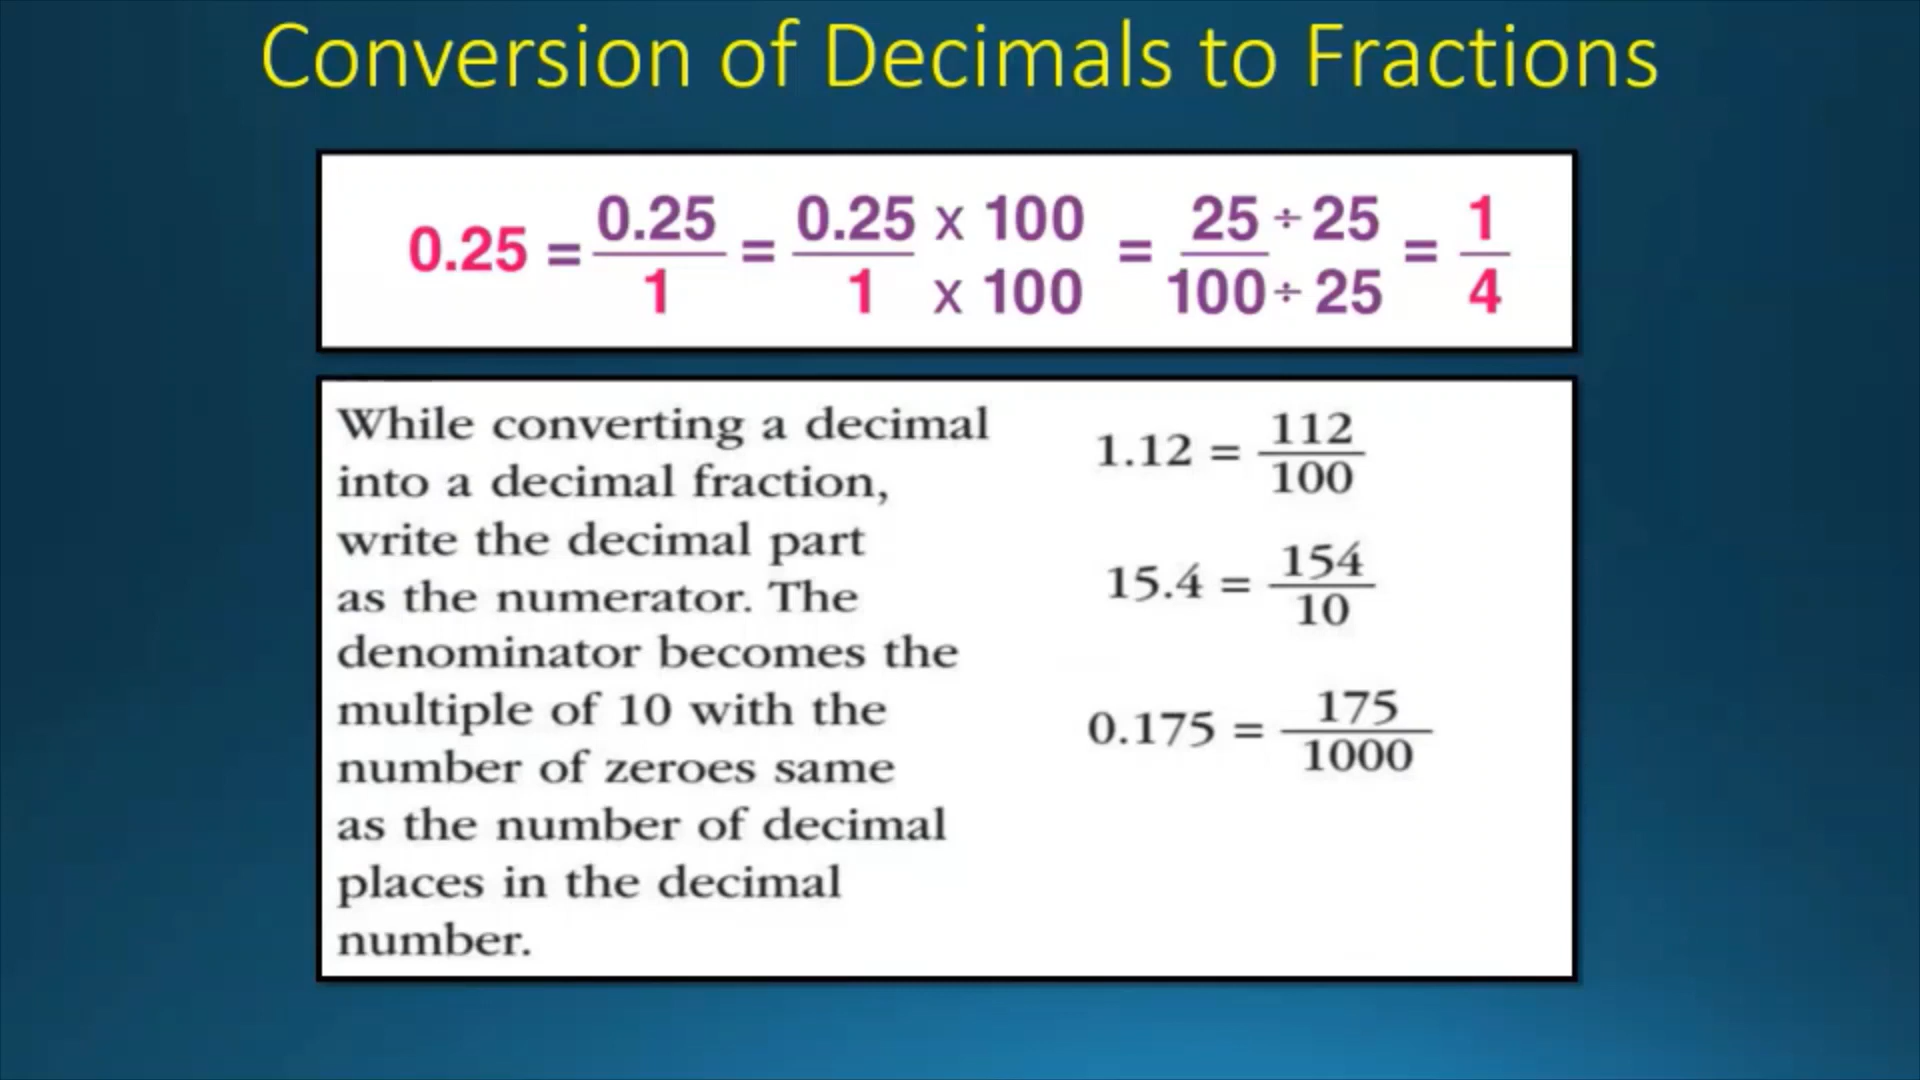 Conversion of Decimals to Fractions
0.25 = 0.25/1 = 0.25 x 100/1 x 100 = 25 ÷ 25/100 ÷ 25 = 1/4
While converting a decimal
into a decimal fraction,
write the decimal part
as the numerator. The
denominator becomes the
multiple of 10 with the
number of zeroes same
as the number of decimal
places in the decimal
number.
1.12 = 112/100
15.4 = 154/10
0.175 = 175/1000